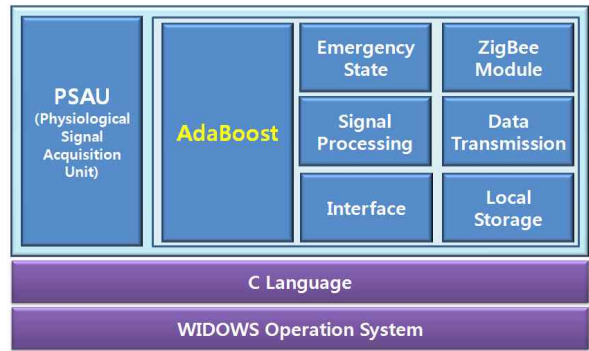 PSAU
(Physiological
Signal
Acquisition
Unit)
AdaBoost
Emergency
State
ZigBee
Module
Signal
Processing
Data
Transmission
Interface
Local
Storage
C Language
WIDOWS Operation System